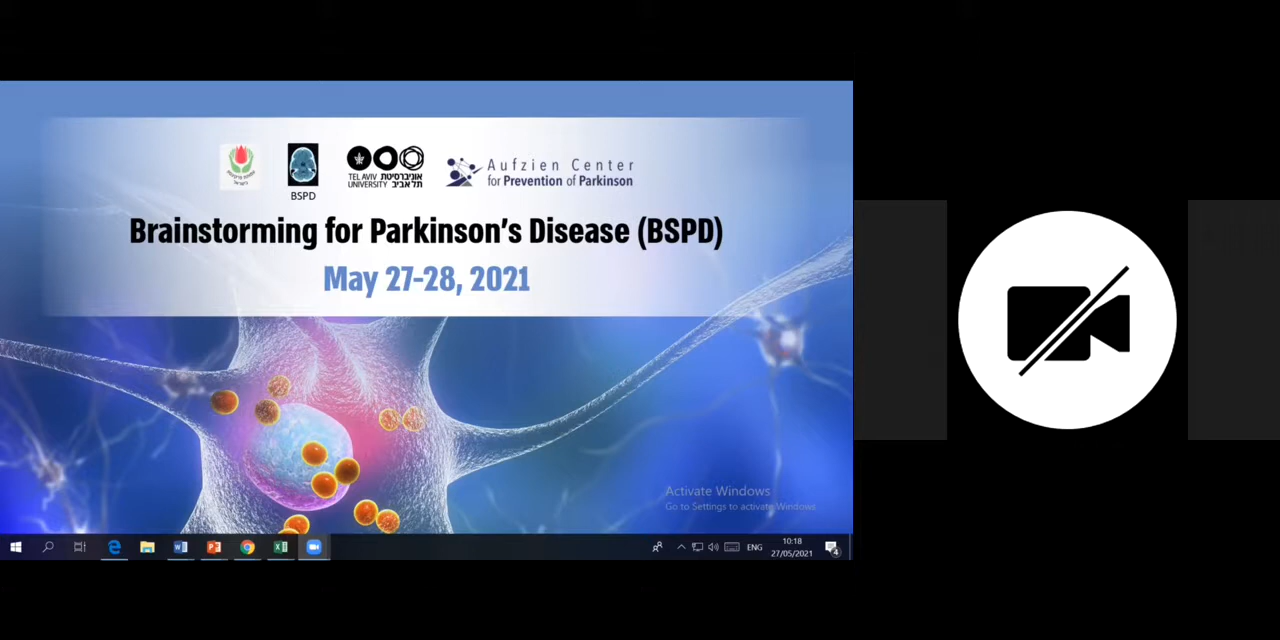 BSPD
TEL AVIV אוניברסיטת
UNIVERSITY תל אביב
Aufzien Center
for Prevention of Parkinson
Brainstorming for Parkinson's Disease (BSPD)
May 27-28, 2021
Activate Windows
Go to Settings to activate Windows
ENG
10:18
27/05/2021
4